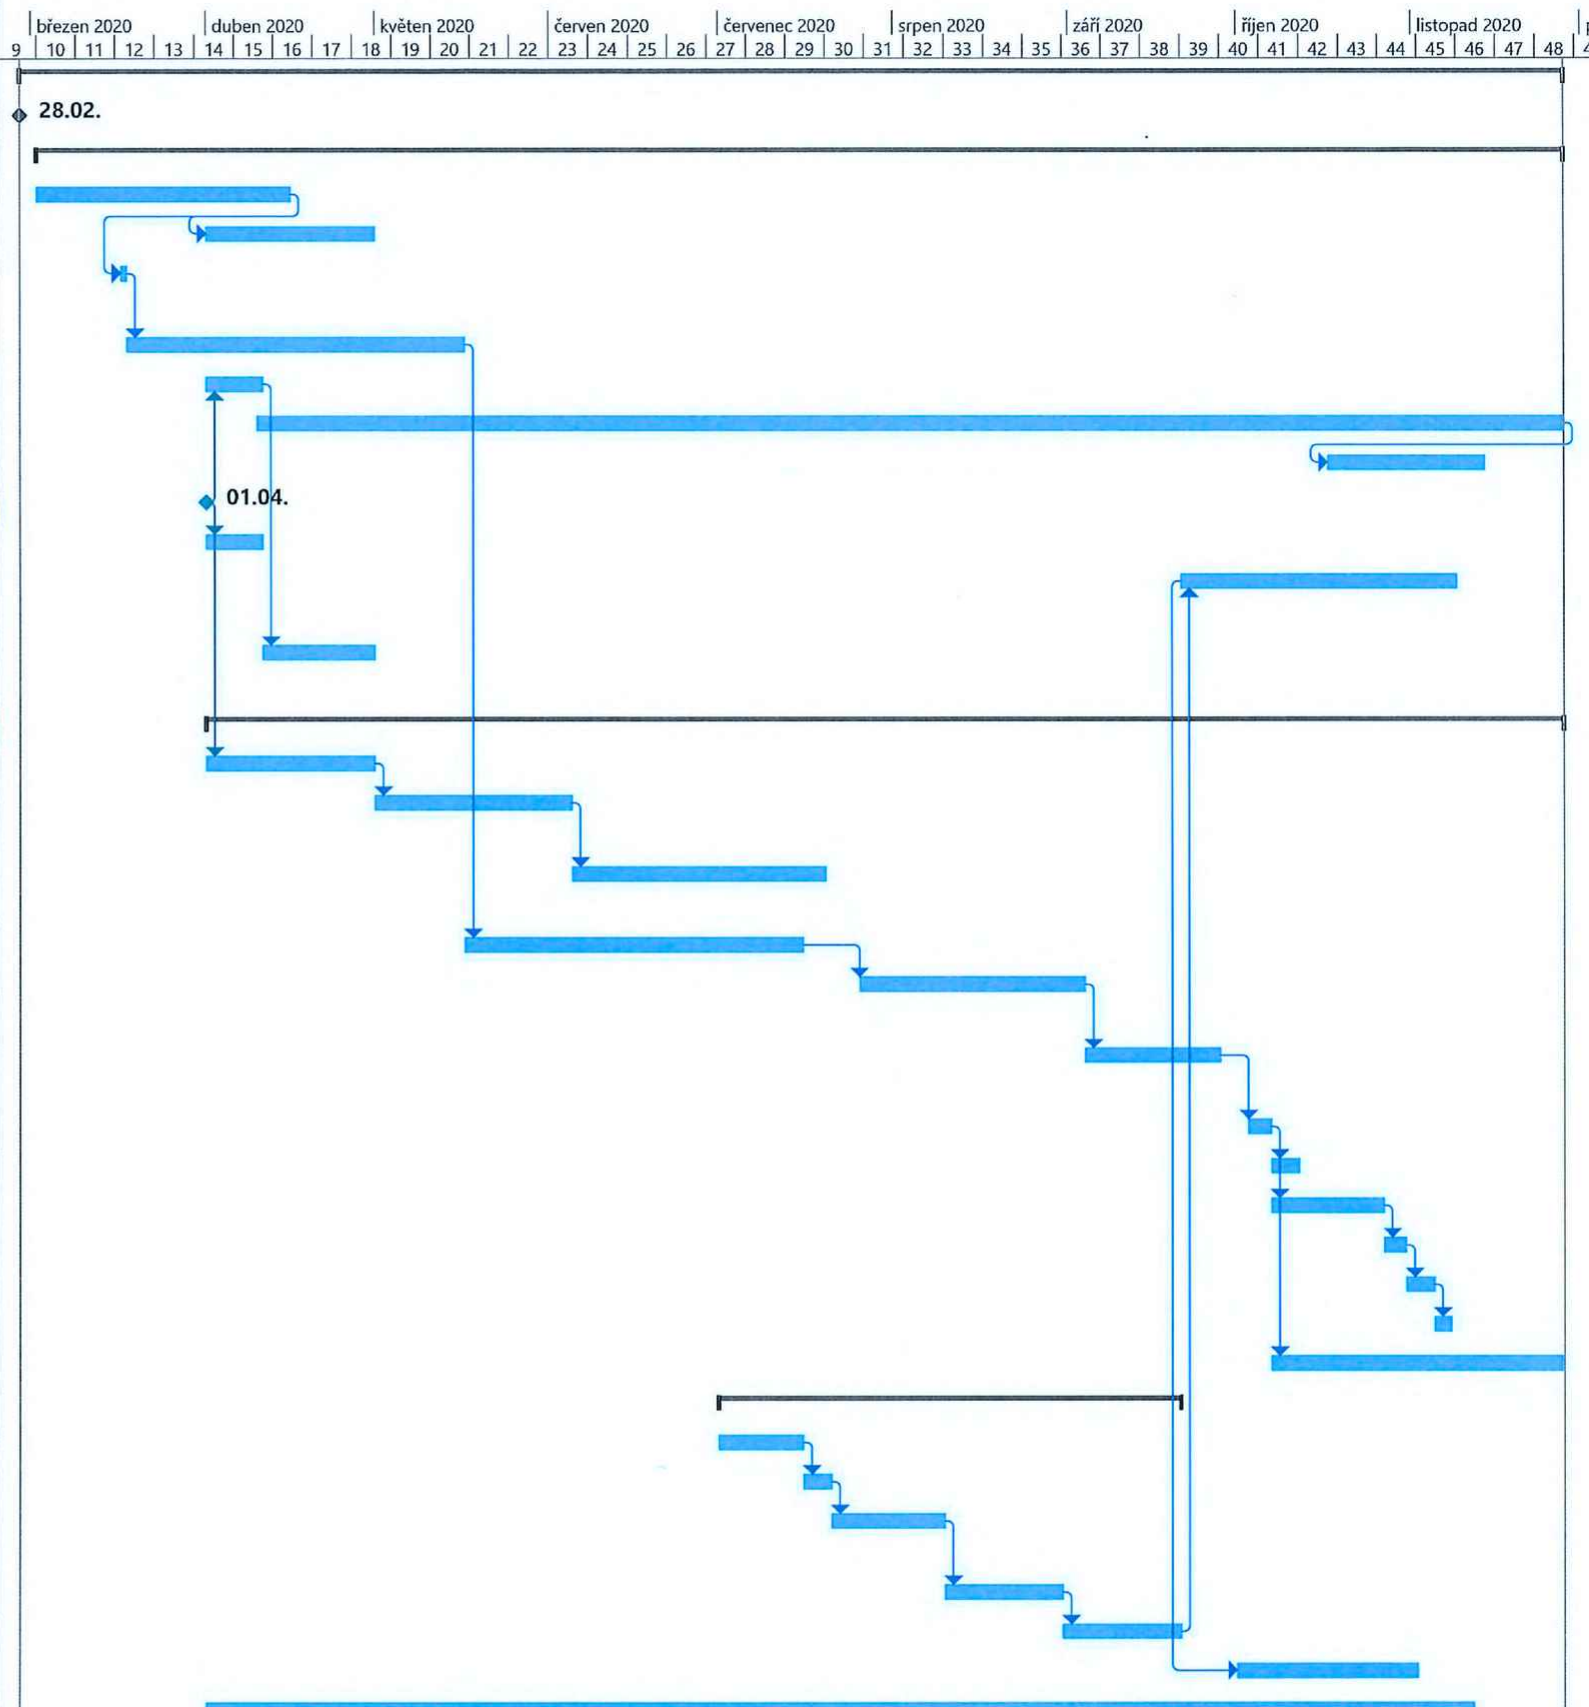 březen 2020 duben 2020 květen 2020 červen 2020 červenec 2020 srpen 2020 září 2020 říjen 2020 listopad 2020
9 10 11 12 13 14 15 16 18 19 20 21 22 23 24 25 26 27 28 29 30 31 32 33 34 35 36 37 38 39 40 41 42 43 44 45 46 47 48
28.02.
01.04.